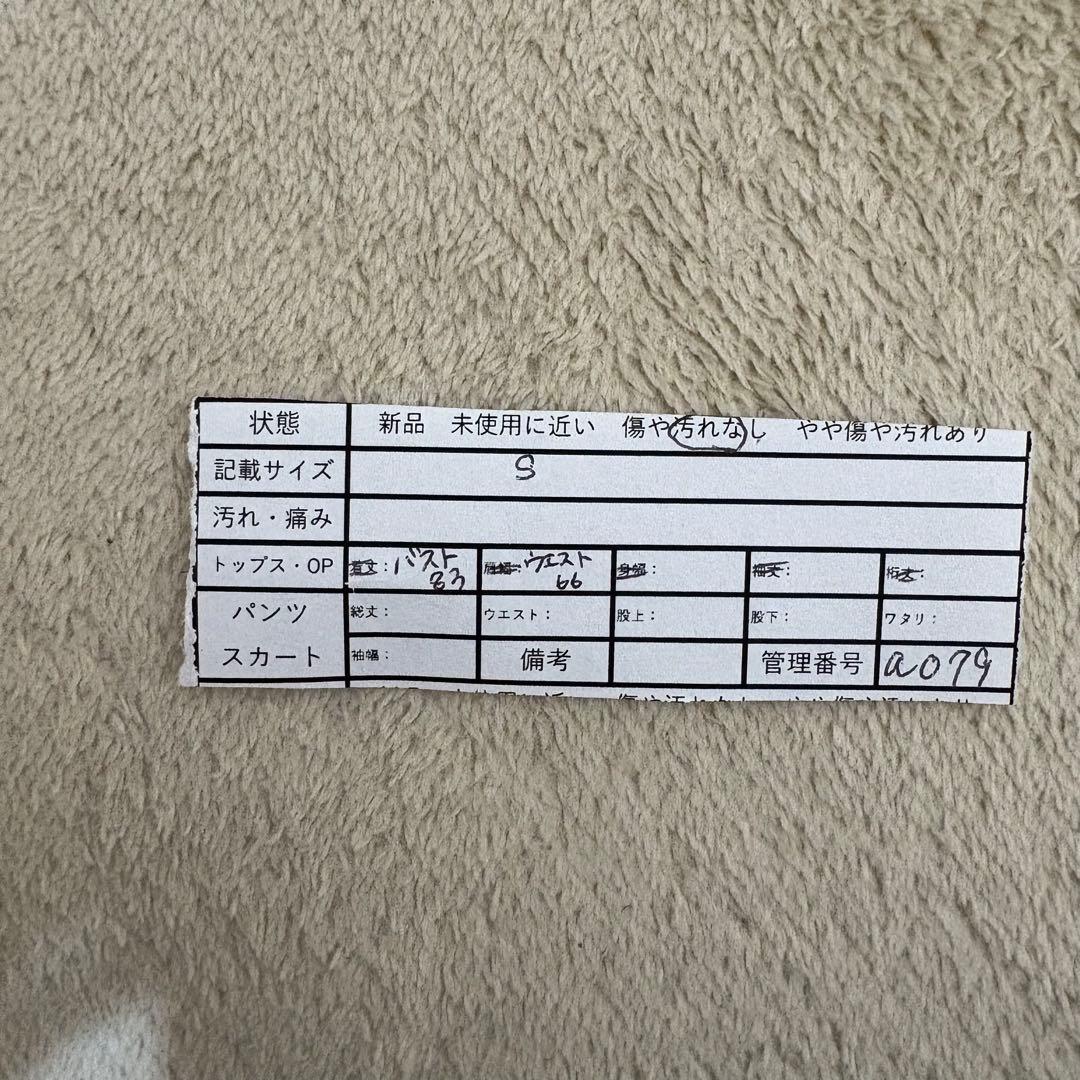 状態 新品 未使用に近い 傷や汚れなし やや傷や汚れあり
記載サイズ S
汚れ・痛み
トップス・OP 着丈: バスト 83 肩幅: ウエスト 66 身幅: 袖丈: 裄丈:
パンツ 総丈: ウエスト: 股上: 股下: ワタリ:
スカート 袖幅: 備考 管理番号 a079